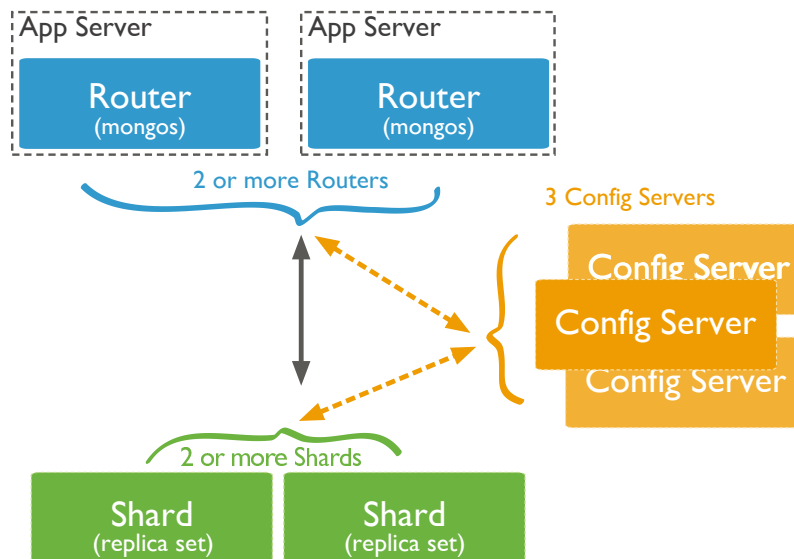 App Server
App Server
Router
(mongos)
Router
(mongos)
2 or more Routers
3 Config Servers
Config Server
Config Server
Config Server
2 or more Shards
Shard
(replica set)
Shard
(replica set)